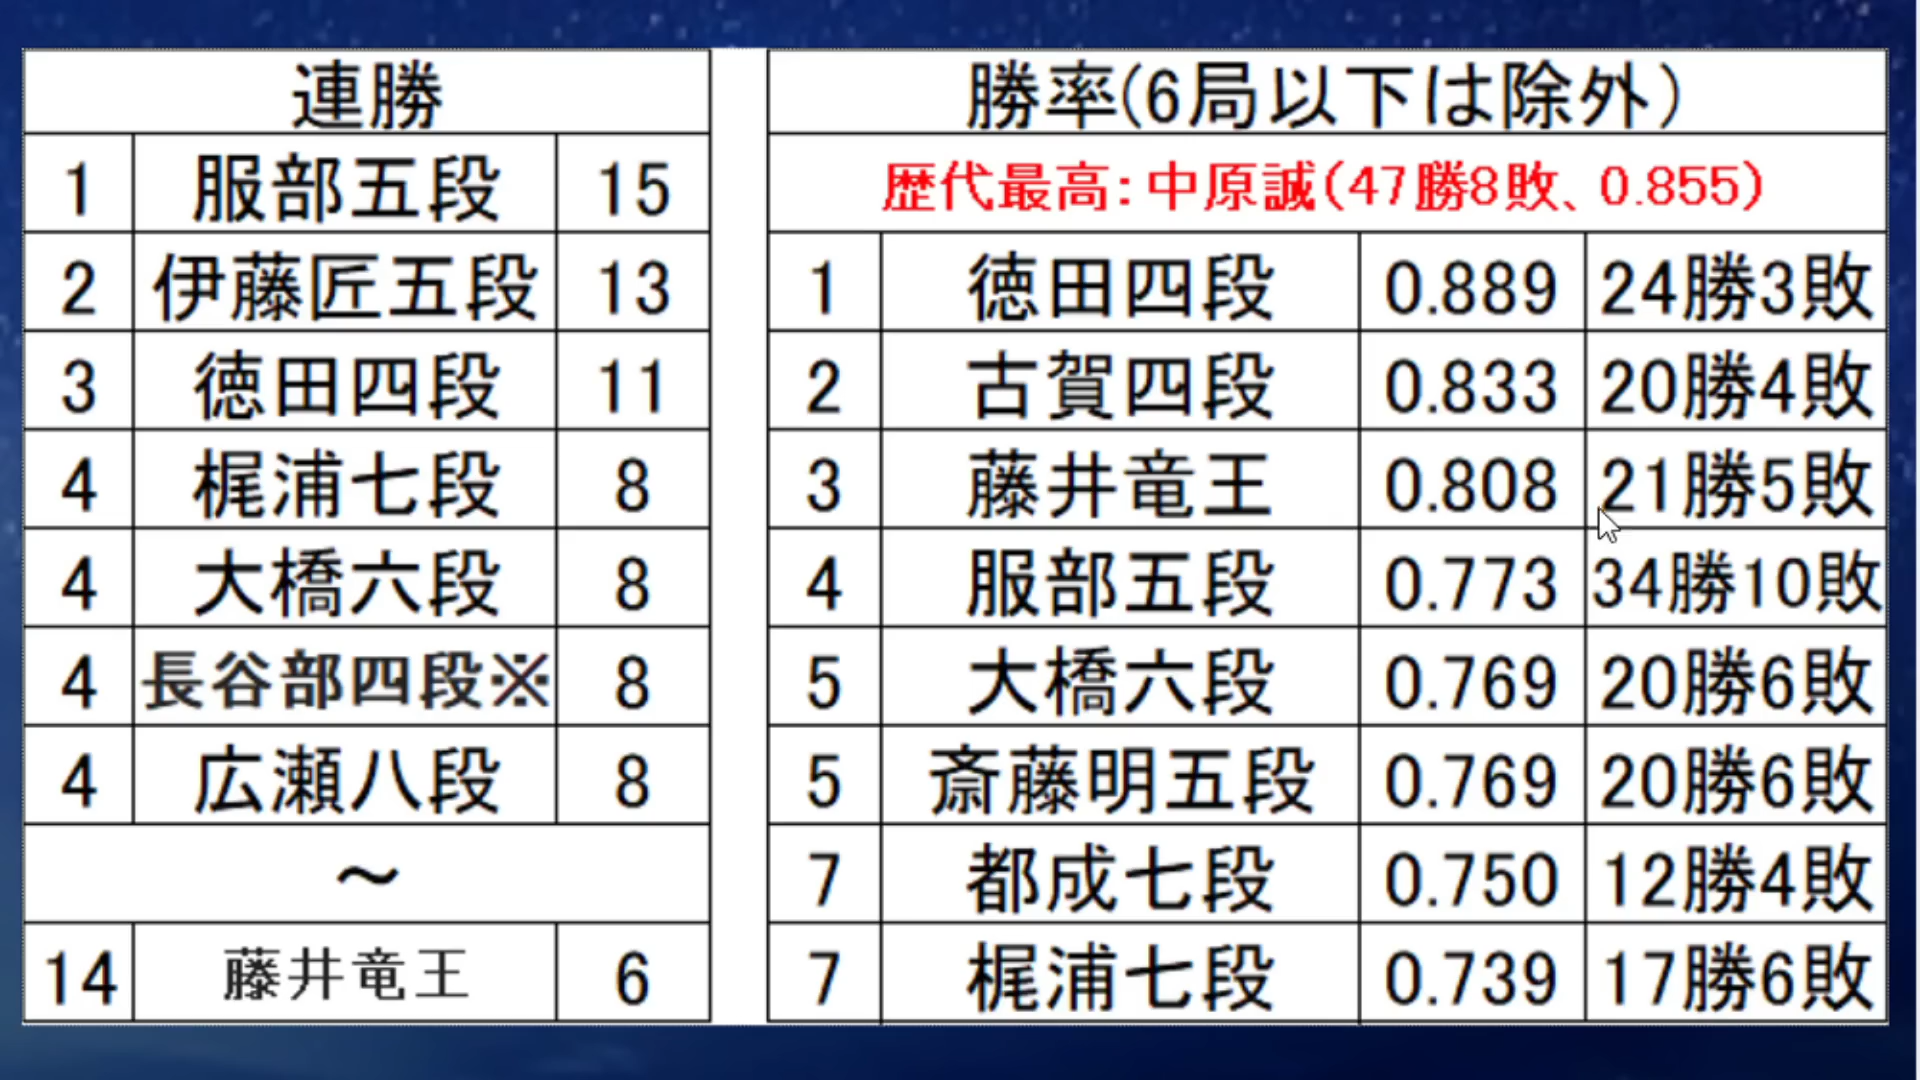 連勝
1 服部五段 15
2 伊藤匠五段 13
3 徳田四段 11
4 梶浦七段 8
4 大橋六段 8
4 長谷部四段※ 8
4 広瀬八段 8
～
14 藤井竜王 6
勝率(6局以下は除外)
歴代最高:中原誠(47勝8敗、0.855)
1 徳田四段 0.889 24勝3敗
2 古賀四段 0.833 20勝4敗
3 藤井竜王 0.808 21勝5敗
4 服部五段 0.773 34勝10敗
5 大橋六段 0.769 20勝6敗
5 斎藤明五段 0.769 20勝6敗
7 都成七段 0.750 12勝4敗
7 梶浦七段 0.739 17勝6敗